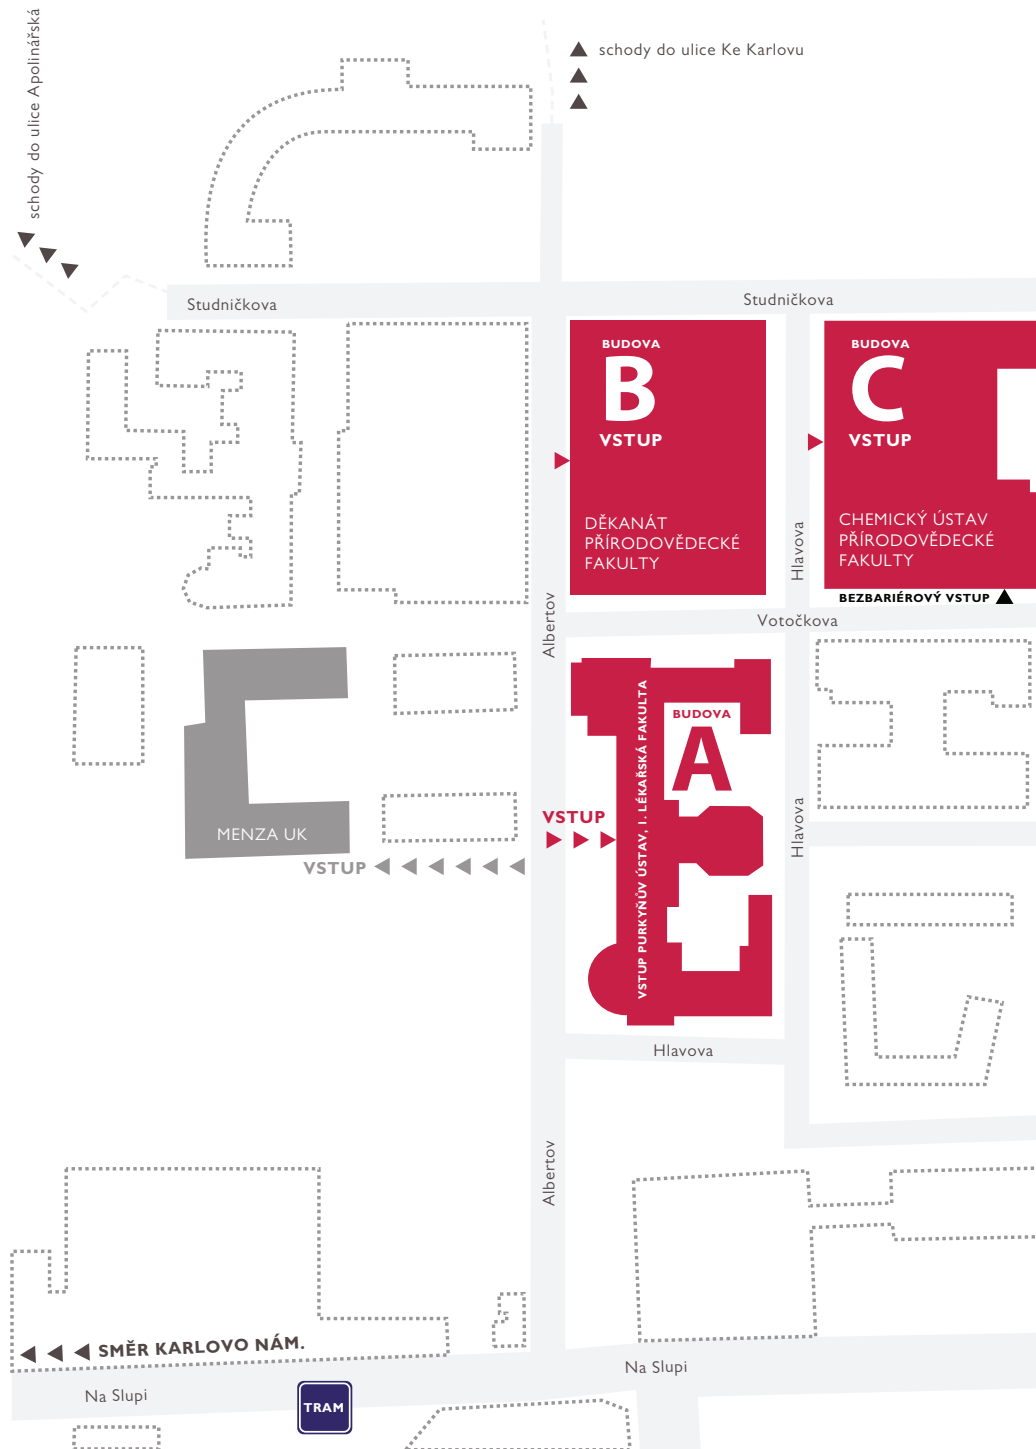 schody do ulice Apolinářská
schody do ulice Ke Karlovu
Studničkova
Studničkova
BUDOVA
B
VSTUP
DĚKANÁT
PŘÍRODOVĚDECKÉ
FAKULTY
BUDOVA
C
VSTUP
CHEMICKÝ ÚSTAV
PŘÍRODOVĚDECKÉ
FAKULTY
BEZBARIÉROVÝ VSTUP
Hlavova
Albertov
Votočkova
BUDOVA
A
VSTUP PURKYŇŮV ÚSTAV, I. LÉKAŘSKÁ FAKULTA
VSTUP
MENZA UK
VSTUP
Hlavova
Hlavova
Albertov
SMĚR KARLOVO NÁM.
Na Slupi
Na Slupi
TRAM